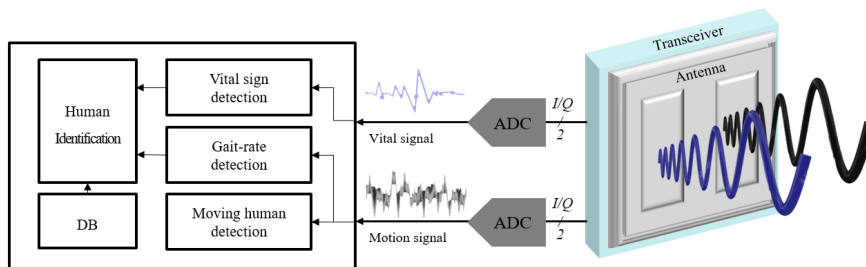 Transceiver
Antenna
I/Q
2
ADC
Vital signal
Vital sign
detection
Human
Identification
Gait-rate
detection
I/Q
2
ADC
Motion signal
Moving human
detection
DB